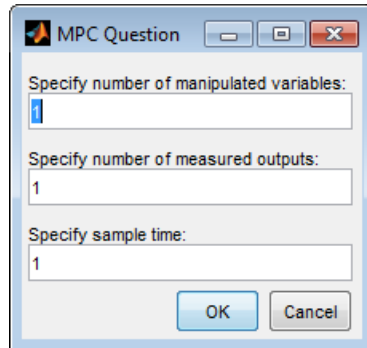 MPC Question
Specify number of manipulated variables:
1
Specify number of measured outputs:
1
Specify sample time:
1
OK Cancel